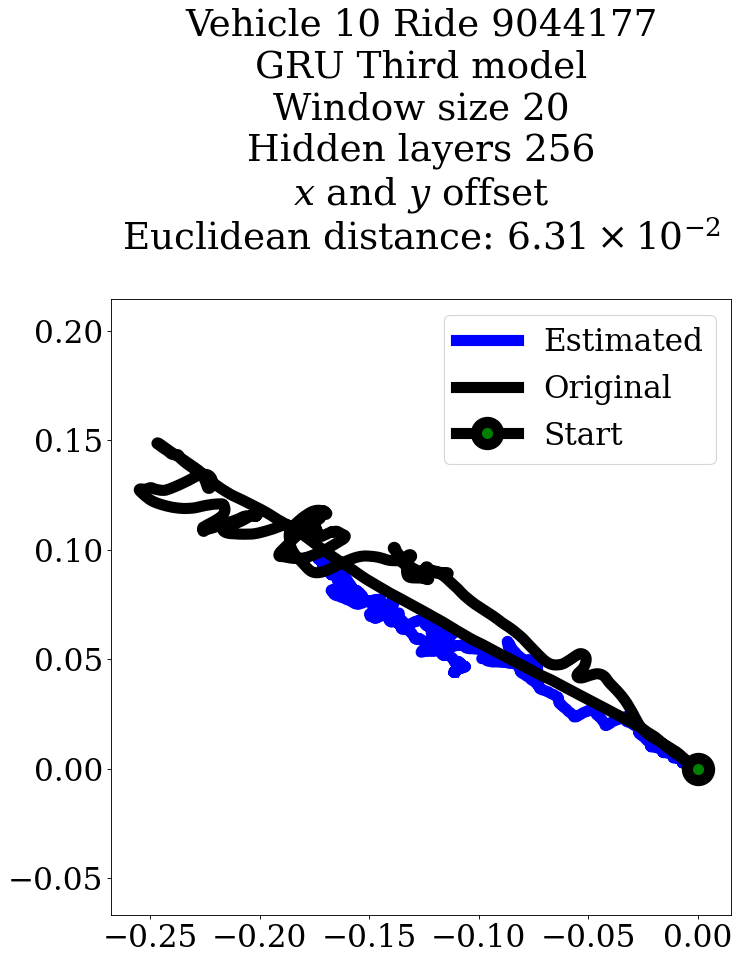 Vehicle 10 Ride 9044177
GRU Third model
Window size 20
Hidden layers 256
x and y offset
Euclidean distance: 6.31 × 10⁻²
Estimated
Original
Start
0.20
0.15
0.10
0.05
0.00
−0.05
−0.25 −0.20 −0.15 −0.10 −0.05 0.00